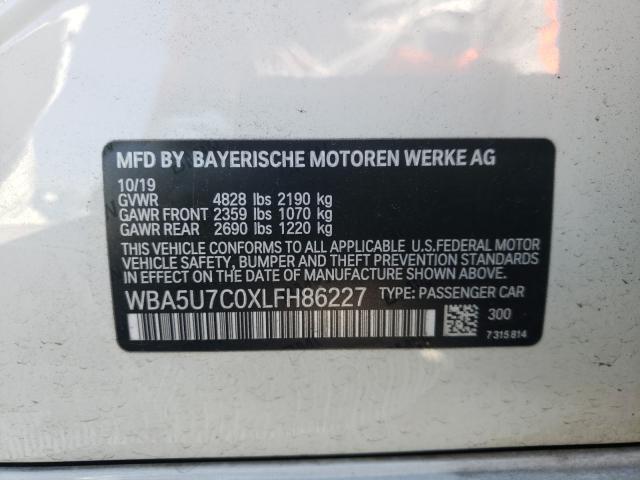 MFD BY BAYERISCHE MOTOREN WERKE AG
10/19
GVWR 4828 lbs 2190 kg
GAWR FRONT 2359 lbs 1070 kg
GAWR REAR 2690 lbs 1220 kg
THIS VEHICLE CONFORMS TO ALL APPLICABLE U.S.FEDERAL MOTOR
VEHICLE SAFETY, BUMPER AND THEFT PREVENTION STANDARDS
IN EFFECT ON THE DATE OF MANUFACTURE SHOWN ABOVE.
WBA5U7C0XLFH86227 TYPE: PASSENGER CAR
300
7315814